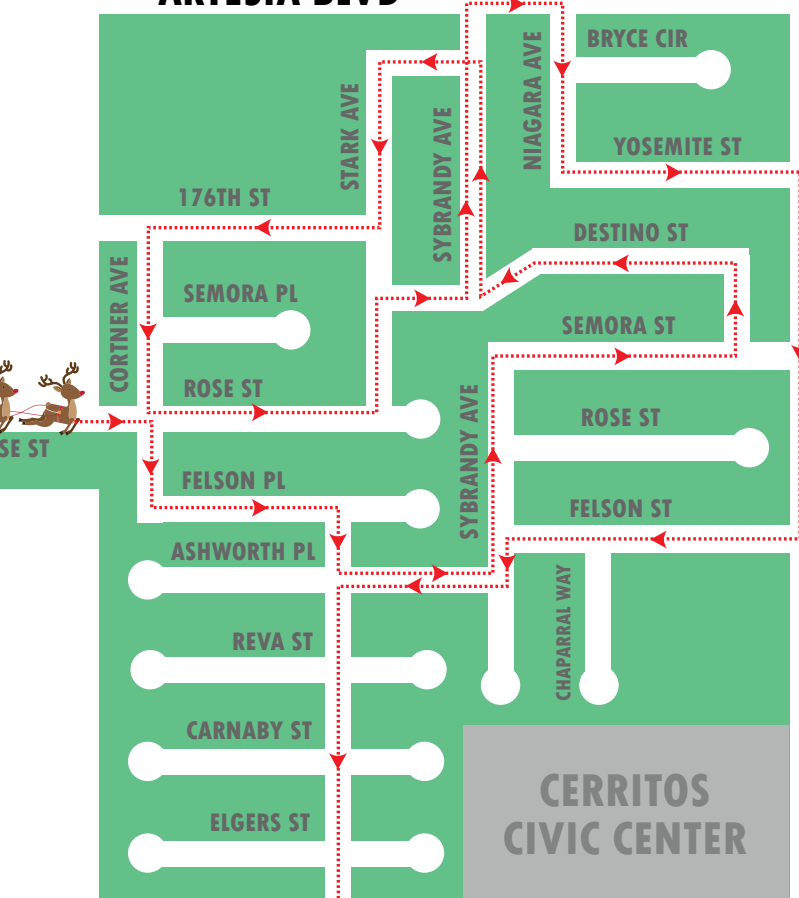 BRYCE CIR
NIAGARA AVE
STARK AVE
SYBRANDY AVE
YOSEMITE ST
176TH ST
DESTINO ST
CORTNER AVE
SEMORA PL
SEMORA ST
ROSE ST
SYBRANDY AVE
ROSE ST
ST
FELSON PL
FELSON ST
ASHWORTH PL
CHAPARRAL WAY
REVA ST
CARNABY ST
CERRITOS
CIVIC CENTER
ELGERS ST